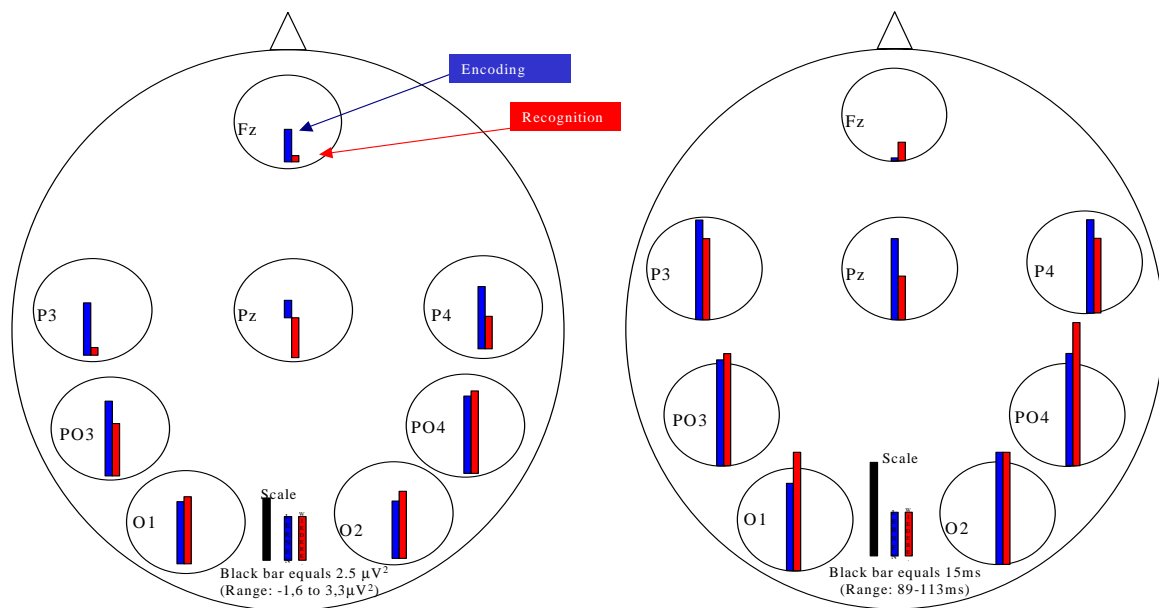 Encoding
Recognition
Fz
P3
Pz
P4
PO3
PO4
O1
O2
Scale
Black bar equals 2.5 µV²
(Range: -1,6 to 3,3µV²)
Fz
P3
Pz
P4
PO3
PO4
O1
O2
Scale
Black bar equals 15ms
(Range: 89-113ms)